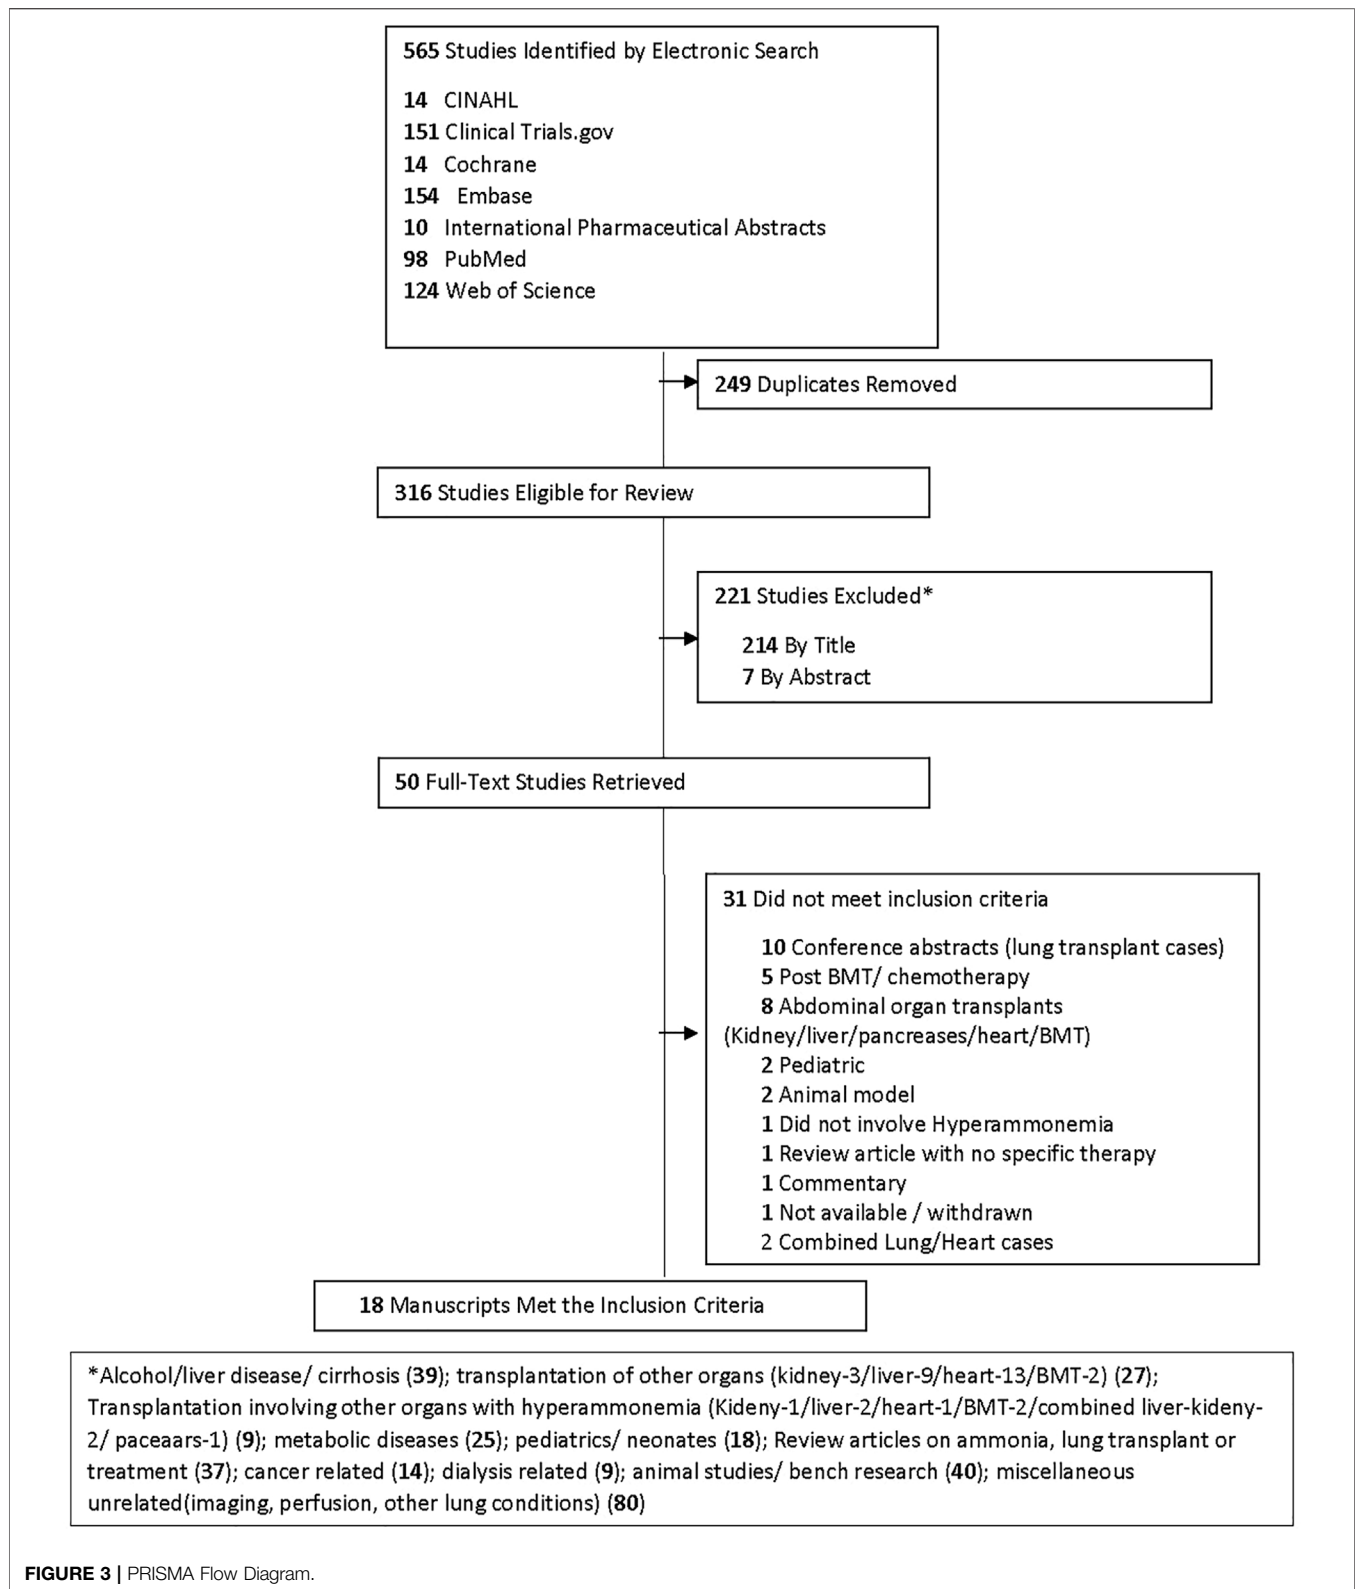 565 Studies Identified by Electronic Search
14 CINAHL
151 Clinical Trials.gov
14 Cochrane
154 Embase
10 International Pharmaceutical Abstracts
98 PubMed
124 Web of Science
249 Duplicates Removed
316 Studies Eligible for Review
221 Studies Excluded*
214 By Title
7 By Abstract
50 Full-Text Studies Retrieved
31 Did not meet inclusion criteria
10 Conference abstracts (lung transplant cases)
5 Post BMT/ chemotherapy
8 Abdominal organ transplants
(Kidney/liver/pancreases/heart/BMT)
2 Pediatric
2 Animal model
1 Did not involve Hyperammonemia
1 Review article with no specific therapy
1 Commentary
1 Not available / withdrawn
2 Combined Lung/Heart cases
18 Manuscripts Met the Inclusion Criteria
*Alcohol/liver disease/ cirrhosis (39); transplantation of other organs (kidney-3/liver-9/heart-13/BMT-2) (27);
Transplantation involving other organs with hyperammonemia (Kideny-1/liver-2/heart-1/BMT-2/combined liver-kideny-
2/ paceaars-1) (9); metabolic diseases (25); pediatrics/ neonates (18); Review articles on ammonia, lung transplant or
treatment (37); cancer related (14); dialysis related (9); animal studies/ bench research (40); miscellaneous
unrelated(imaging, perfusion, other lung conditions) (80)
FIGURE 3 | PRISMA Flow Diagram.